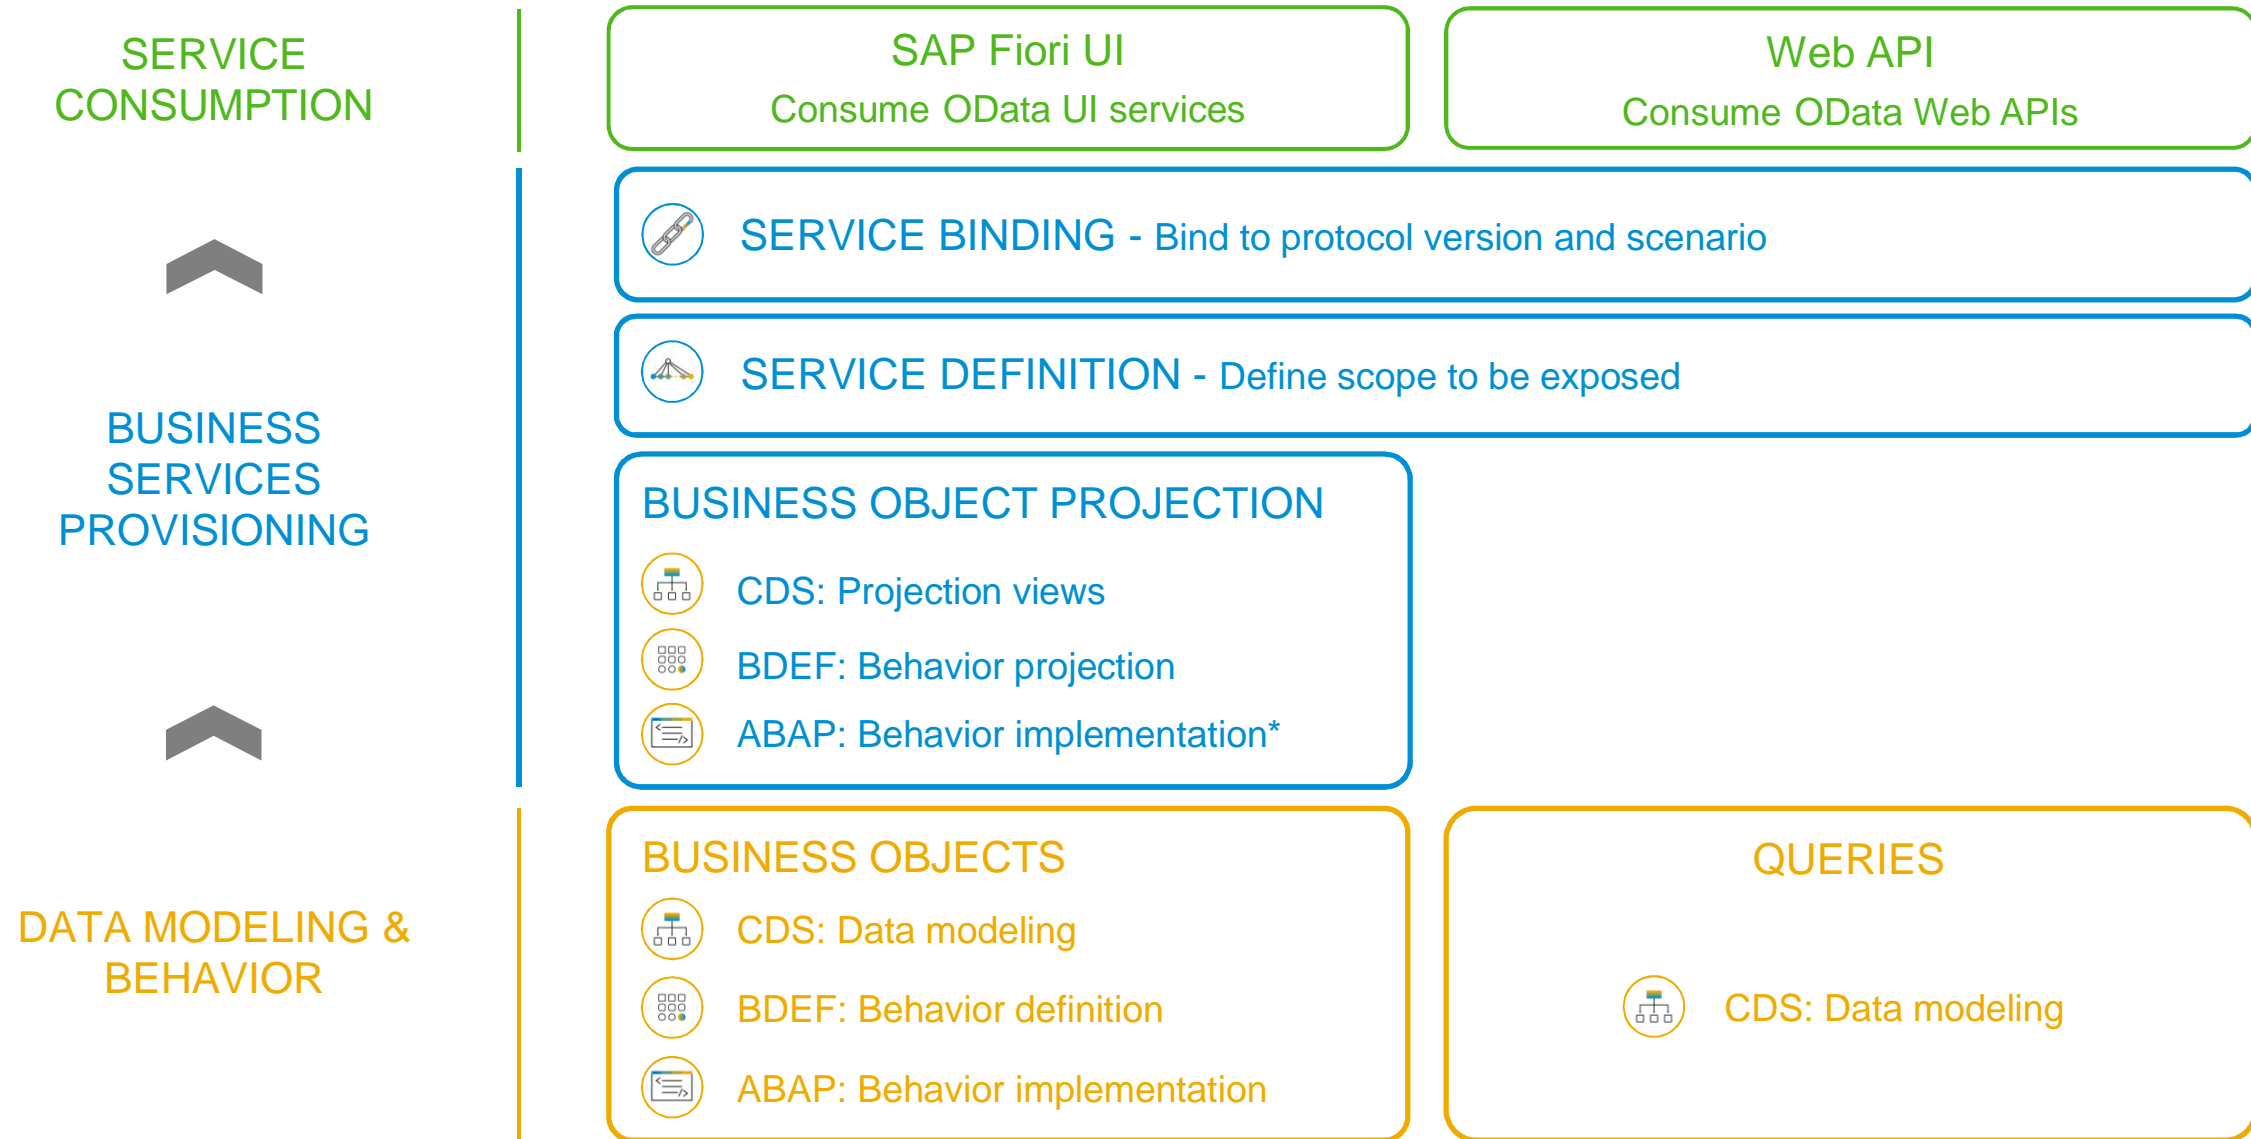 SERVICE
CONSUMPTION
SAP Fiori UI
Consume OData UI services
Web API
Consume OData Web APIs
BUSINESS
SERVICES
PROVISIONING
SERVICE BINDING - Bind to protocol version and scenario
SERVICE DEFINITION - Define scope to be exposed
BUSINESS OBJECT PROJECTION
CDS: Projection views
BDEF: Behavior projection
ABAP: Behavior implementation*
DATA MODELING &
BEHAVIOR
BUSINESS OBJECTS
CDS: Data modeling
BDEF: Behavior definition
ABAP: Behavior implementation
QUERIES
CDS: Data modeling